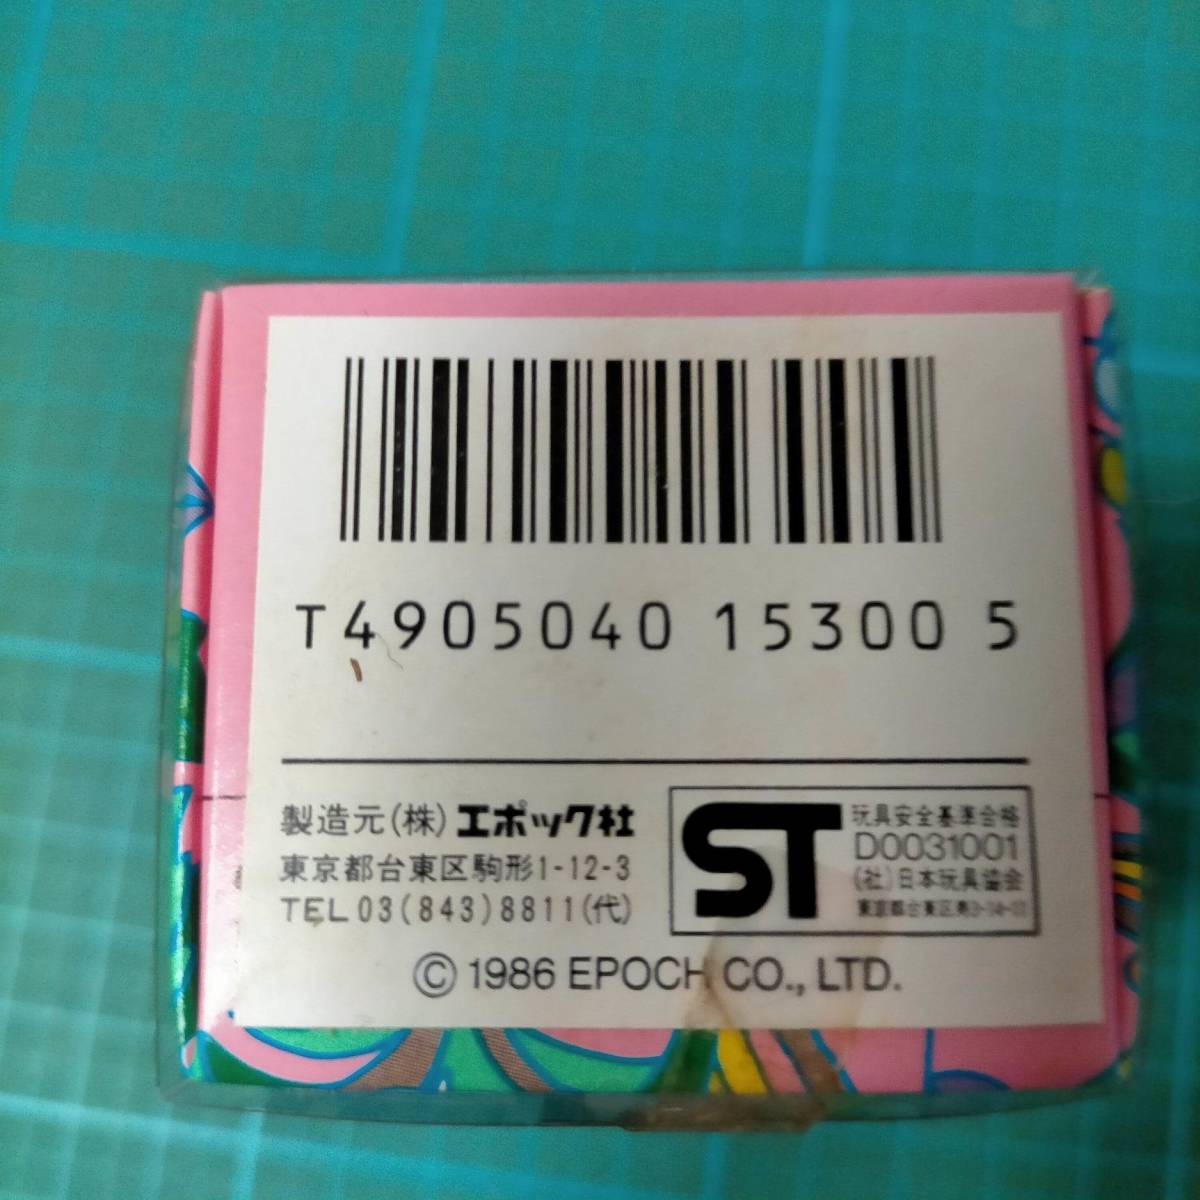 T4905040 153005
製造元(株)エポック社
東京都台東区駒形1-12-3
TEL 03(843)8811(代)
ST
玩具安全基準合格
D0031001
(社)日本玩具協会
© 1986 EPOCH CO., LTD.